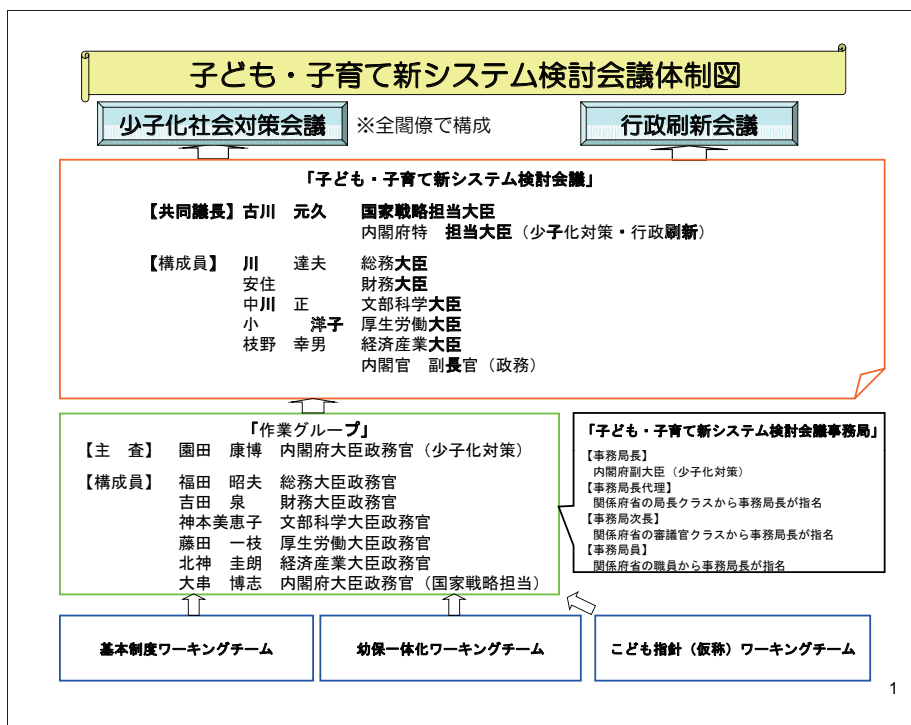 子ども・子育て新システム検討会議体制図
少子化社会対策会議 ※全閣僚で構成 行政刷新会議
「子ども・子育て新システム検討会議」
【共同議長】古川 元久 国家戦略担当大臣
内閣府特 担当大臣（少子化対策・行政刷新）
【構成員】 川 達夫 総務大臣
安住 財務大臣
中川 正 文部科学大臣
小 洋子 厚生労働大臣
枝野 幸男 経済産業大臣
内閣官 副長官（政務）
「作業グループ」
【主 査】 園田 康博 内閣府大臣政務官（少子化対策）
【構成員】 福田 昭夫 総務大臣政務官
吉田 泉 財務大臣政務官
神本美恵子 文部科学大臣政務官
藤田 一枝 厚生労働大臣政務官
北神 圭朗 経済産業大臣政務官
大串 博志 内閣府大臣政務官（国家戦略担当）
「子ども・子育て新システム検討会議事務局」
【事務局長】
内閣府副大臣（少子化対策）
【事務局長代理】
関係府省の局長クラスから事務局長が指名
【事務局次長】
関係府省の審議官クラスから事務局長が指名
【事務局員】
関係府省の職員から事務局長が指名
基本制度ワーキングチーム 幼保一体化ワーキングチーム こども指針（仮称）ワーキングチーム
1